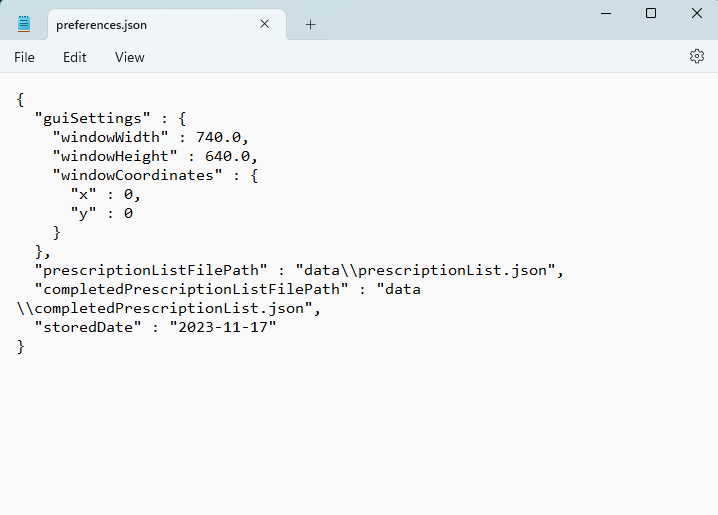 preferences.json
File Edit View
{
  "guiSettings" : {
    "windowWidth" : 740.0,
    "windowHeight" : 640.0,
    "windowCoordinates" : {
      "x" : 0,
      "y" : 0
    }
  },
  "prescriptionListFilePath" : "data\\prescriptionList.json",
  "completedPrescriptionListFilePath" : "data
\\completedPrescriptionList.json",
  "storedDate" : "2023-11-17"
}